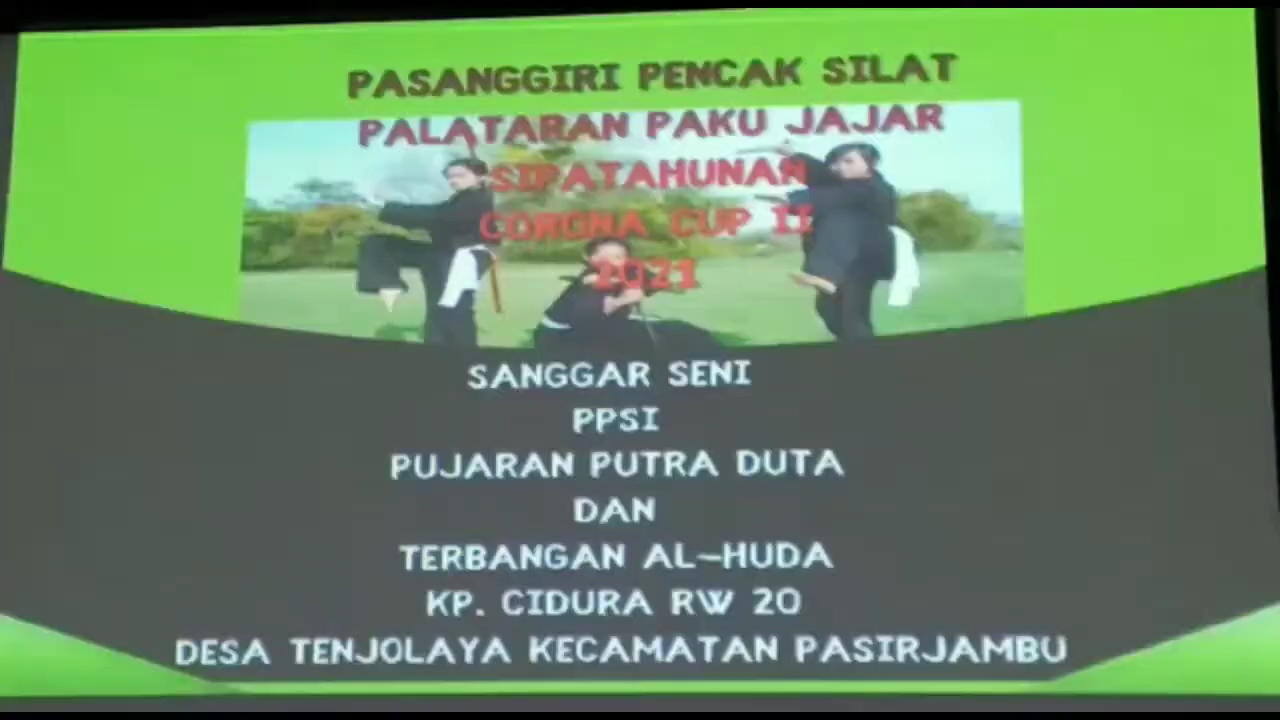 PASANGGIRI PENCAK SILAT
PALATARAN PAKU JAJAR
SIPATAHUNAN
CORONA CUP II
2021
SANGGAR SENI
PPSI
PUJARAN PUTRA DUTA
DAN
TERBANGAN AL-HUDA
KP. CIDURA RW 20
DESA TENJOLAYA KECAMATAN PASIRJAMBU